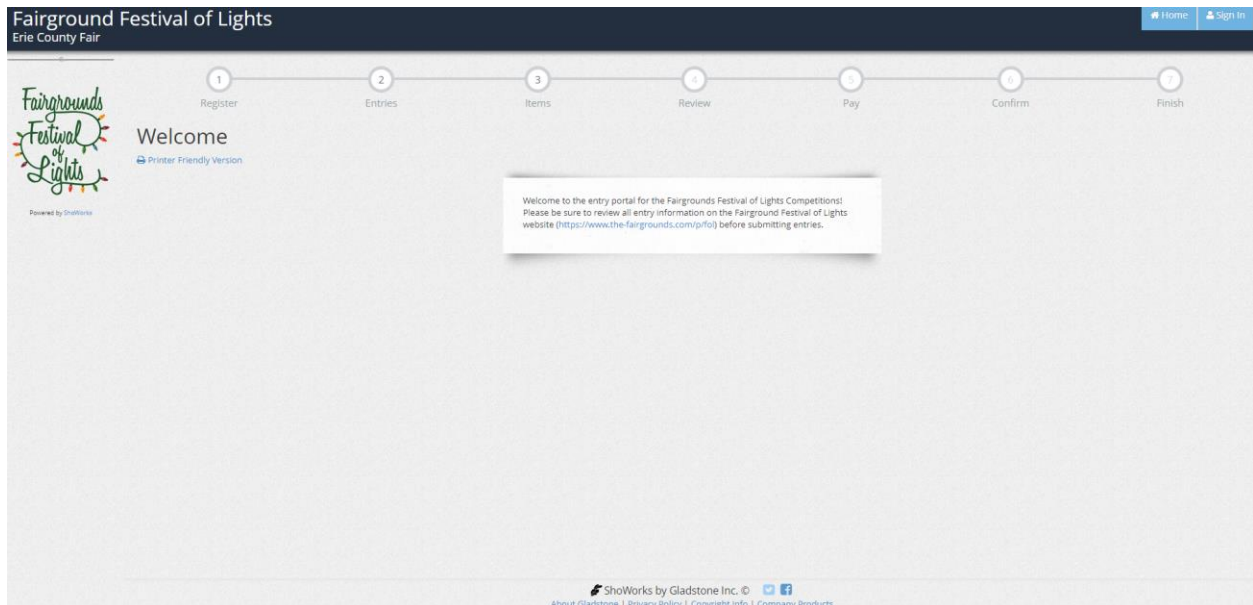 Fairground Festival of Lights
Erie County Fair
Home
Sign In
1
2
3
4
5
6
7
Register
Entries
Items
Review
Pay
Confirm
Finish
Fairgrounds
Festival
of
Lights
Powered by ShoWorks
Welcome
Printer Friendly Version
Welcome to the entry portal for the Fairgrounds Festival of Lights Competitions!
Please be sure to review all entry information on the Fairground Festival of Lights
website (https://www.the-fairgrounds.com/p/fol) before submitting entries.
ShoWorks by Gladstone Inc. ©
About Gladstone | Privacy Policy | Copyright Info | Company Products